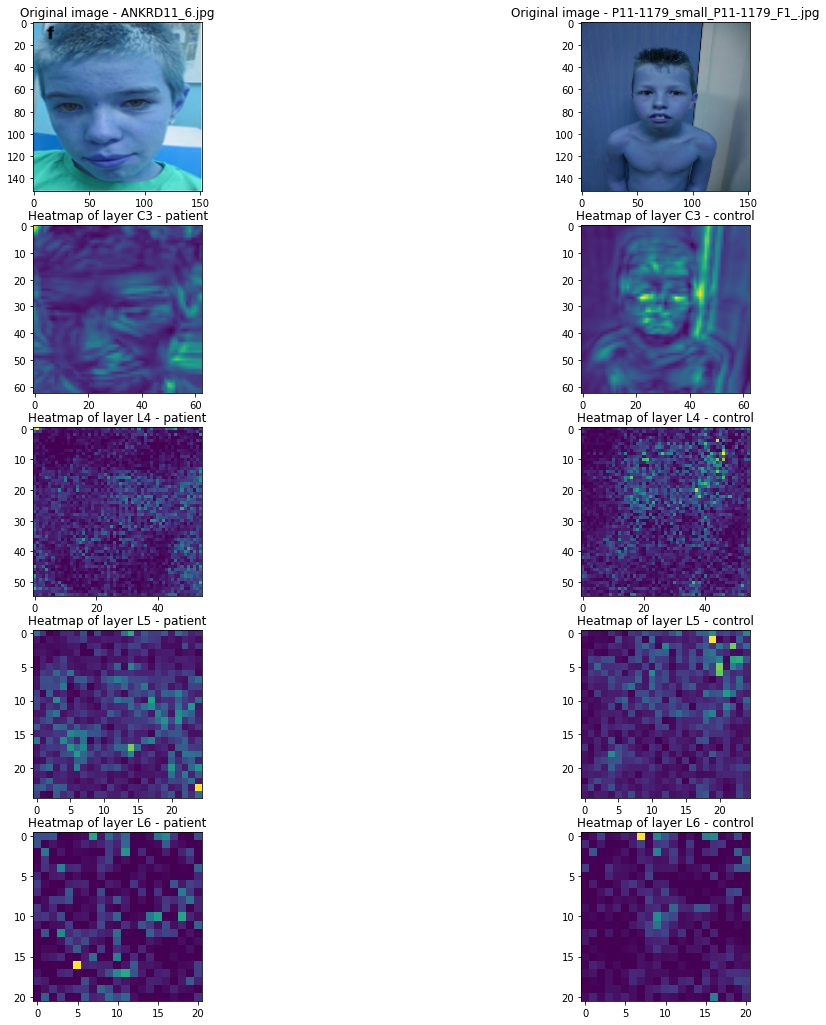 Original image - ANKRD11_6.jpg
Original image - P11-1179_small_P11-1179_F1_.jpg
f
0
20
40
60
80
100
120
140
0 50 100 150
0
20
40
60
80
100
120
140
0 50 100 150
Heatmap of layer C3 - patient
Heatmap of layer C3 - control
0
10
20
30
40
50
60
0 20 40 60
0
10
20
30
40
50
60
0 20 40 60
Heatmap of layer L4 - patient
Heatmap of layer L4 - control
0
10
20
30
40
50
0 20 40
0
10
20
30
40
50
0 20 40
Heatmap of layer L5 - patient
Heatmap of layer L5 - control
0
5
10
15
20
0 5 10 15 20
0
5
10
15
20
0 5 10 15 20
Heatmap of layer L6 - patient
Heatmap of layer L6 - control
0
5
10
15
20
0 5 10 15 20
0
5
10
15
20
0 5 10 15 20